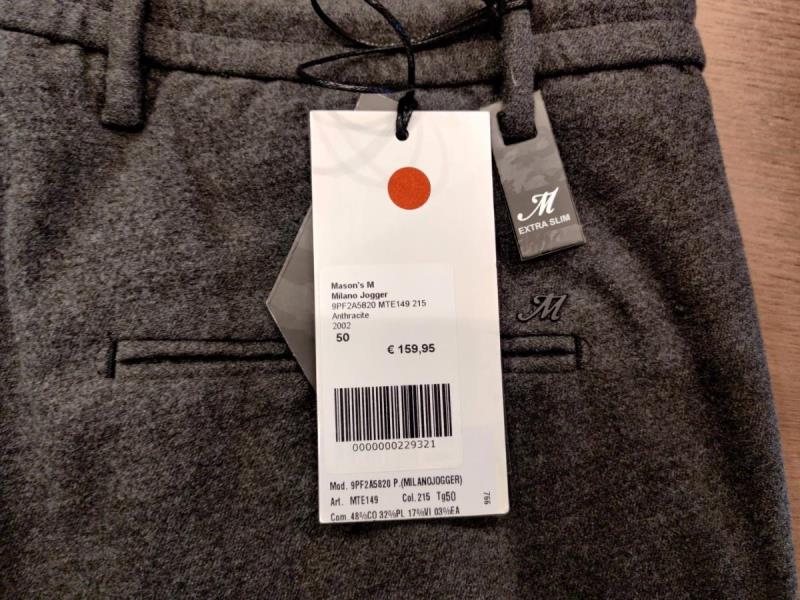 M
EXTRA SLIM
Mason's M
Milano Jogger
9PF2A5820 MTE149 215
Anthracite
2002
50
€ 159,95
M
0000000229321
Mod. 9PF2A5820 P.(MILANOJOGGER)
Art. MTE149 Col.215 Tg50
766
Com.48%CO 32%PL 17%VI 03%EA